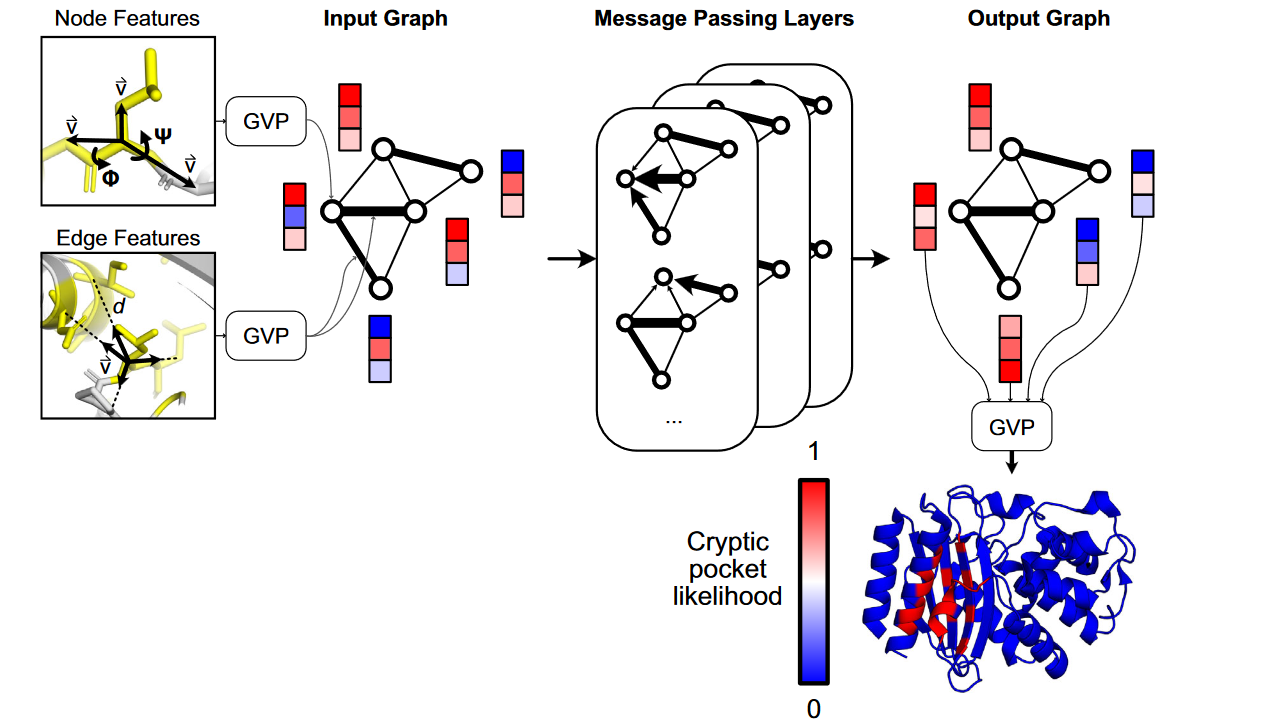 Node Features
Input Graph
Message Passing Layers
Output Graph
v⃗
v⃗
Ψ
v⃗
Φ
GVP
Edge Features
d
v⃗
GVP
...
GVP
1
Cryptic
pocket
likelihood
0